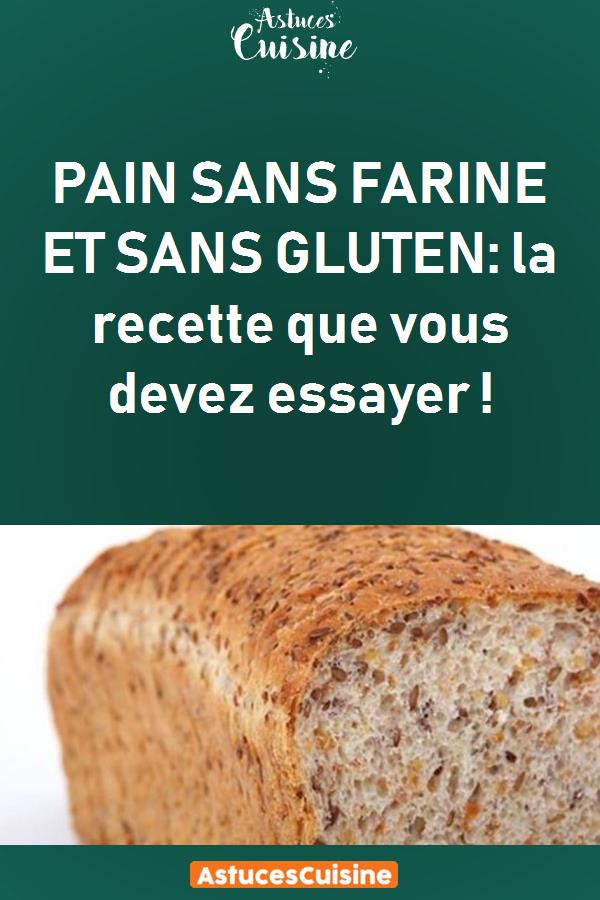 Astuces
Cuisine
PAIN SANS FARINE
ET SANS GLUTEN: la
recette que vous
devez essayer !
AstucesCuisine